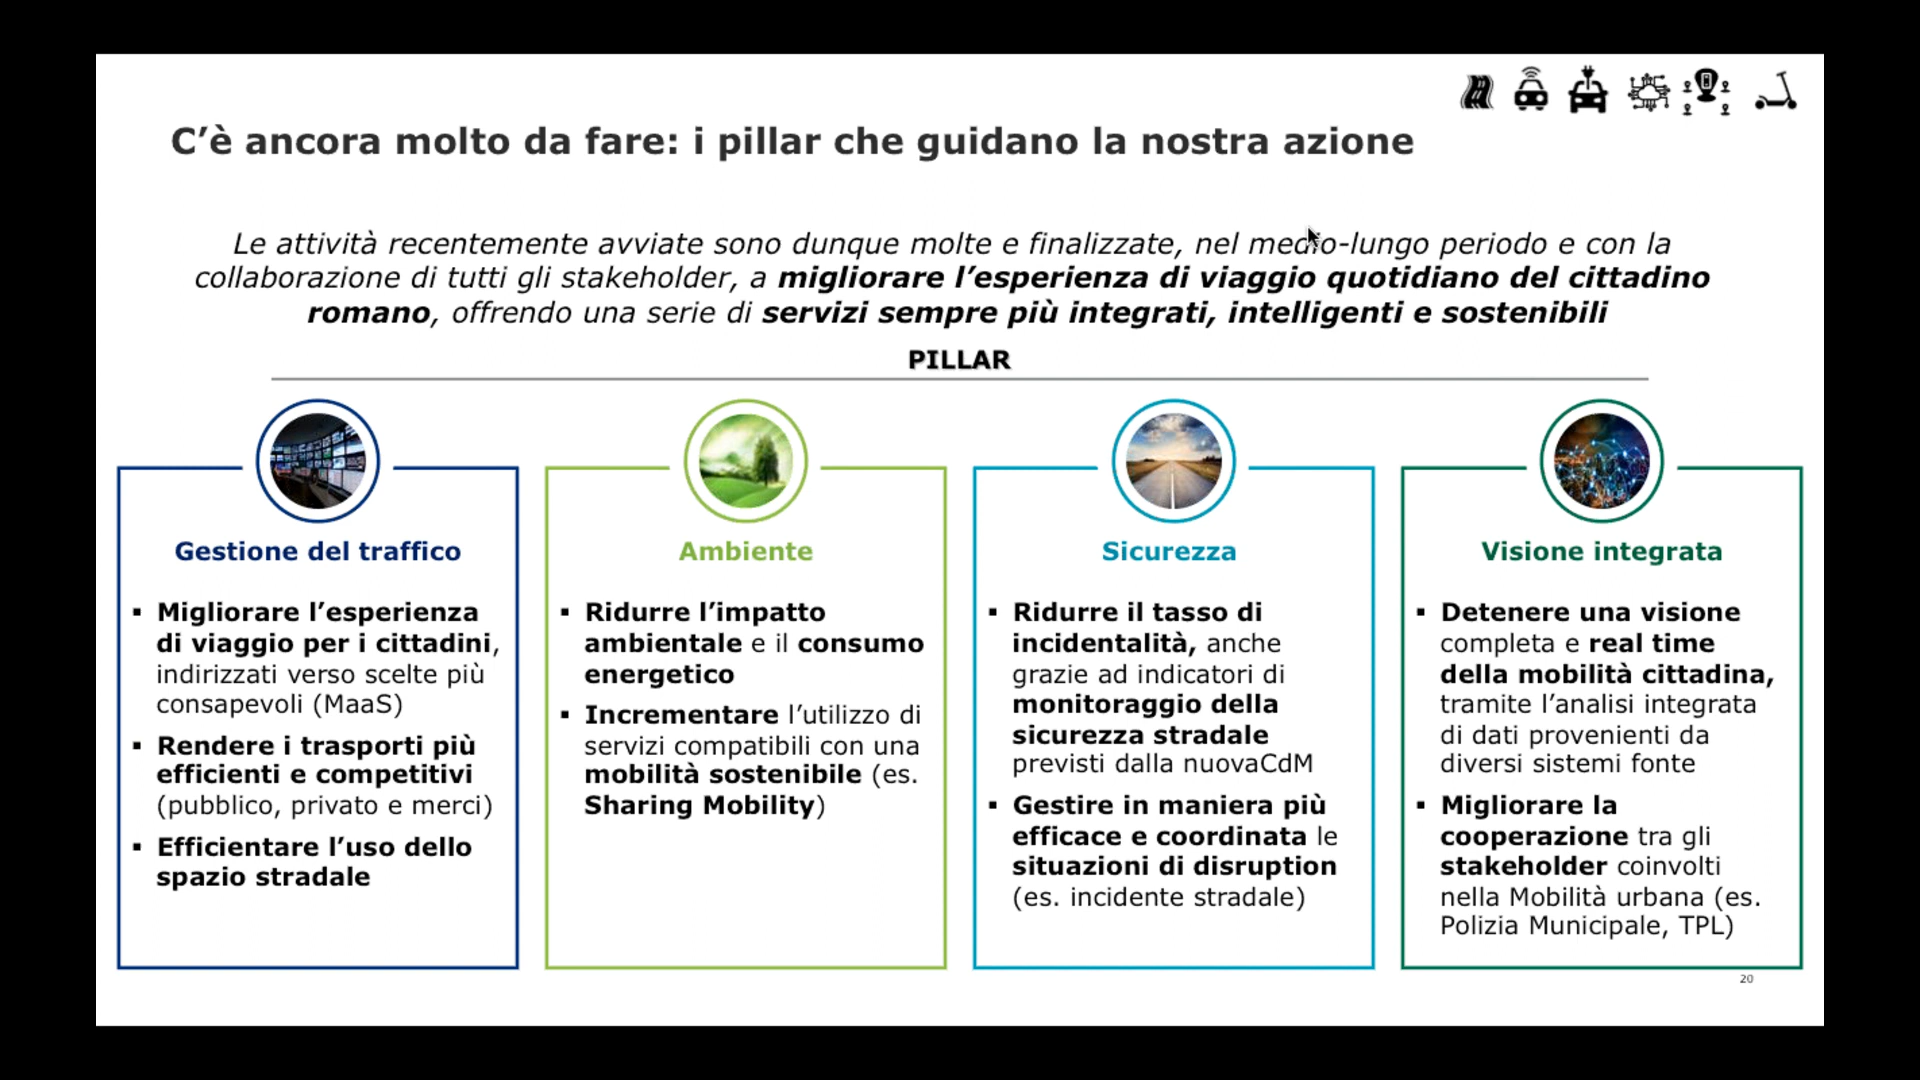 C’è ancora molto da fare: i pillar che guidano la nostra azione
Le attività recentemente avviate sono dunque molte e finalizzate, nel medio-lungo periodo e con la
collaborazione di tutti gli stakeholder, a migliorare l’esperienza di viaggio quotidiano del cittadino
romano, offrendo una serie di servizi sempre più integrati, intelligenti e sostenibili
PILLAR
Gestione del traffico
▪ Migliorare l’esperienza
di viaggio per i cittadini,
indirizzati verso scelte più
consapevoli (MaaS)
▪ Rendere i trasporti più
efficienti e competitivi
(pubblico, privato e merci)
▪ Efficientare l’uso dello
spazio stradale
Ambiente
▪ Ridurre l’impatto
ambientale e il consumo
energetico
▪ Incrementare l’utilizzo di
servizi compatibili con una
mobilità sostenibile (es.
Sharing Mobility)
Sicurezza
▪ Ridurre il tasso di
incidentalità, anche
grazie ad indicatori di
monitoraggio della
sicurezza stradale
previsti dalla nuovaCdM
▪ Gestire in maniera più
efficace e coordinata le
situazioni di disruption
(es. incidente stradale)
Visione integrata
▪ Detenere una visione
completa e real time
della mobilità cittadina,
tramite l’analisi integrata
di dati provenienti da
diversi sistemi fonte
▪ Migliorare la
cooperazione tra gli
stakeholder coinvolti
nella Mobilità urbana (es.
Polizia Municipale, TPL)
20